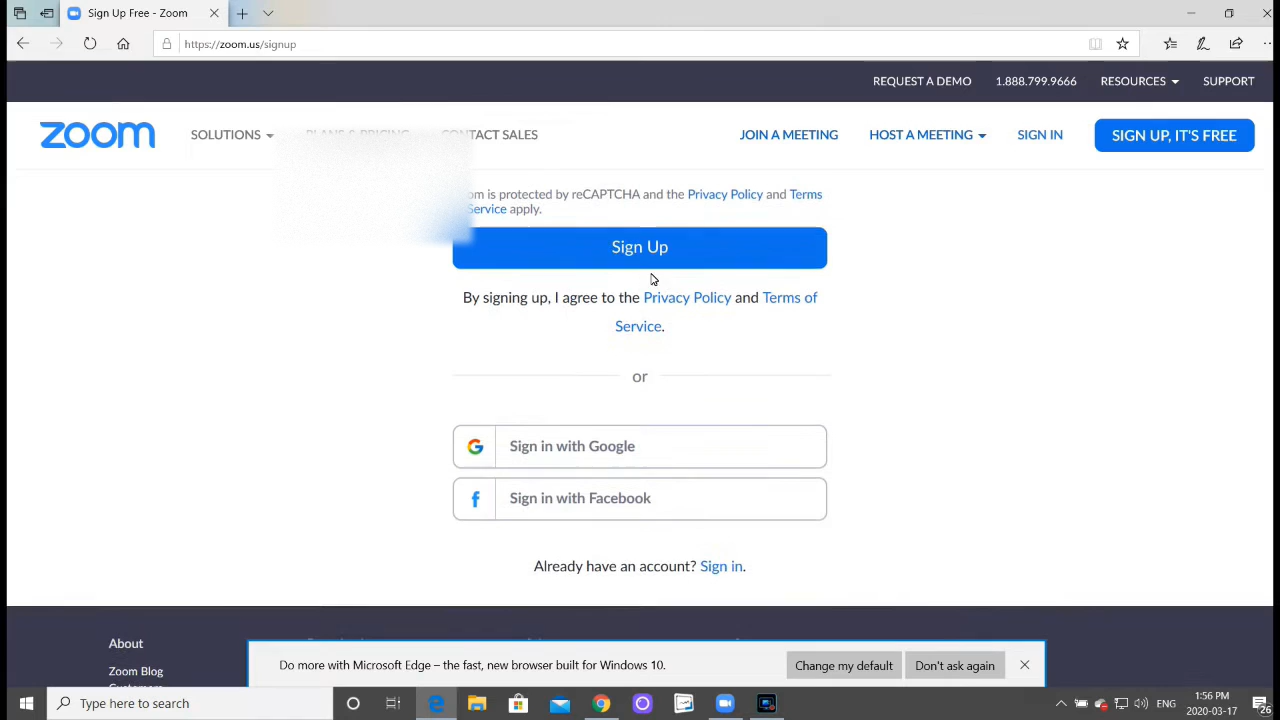 Sign Up Free - Zoom
https://zoom.us/signup
REQUEST A DEMO 1.888.799.9666 RESOURCES SUPPORT
zoom SOLUTIONS PLANS & PRICING CONTACT SALES JOIN A MEETING HOST A MEETING SIGN IN SIGN UP, IT'S FREE
om is protected by reCAPTCHA and the Privacy Policy and Terms
Service apply.
Sign Up
By signing up, I agree to the Privacy Policy and Terms of
Service.
or
Sign in with Google
Sign in with Facebook
Already have an account? Sign in.
About
Zoom Blog
Customers
Do more with Microsoft Edge – the fast, new browser built for Windows 10. Change my default Don't ask again
Type here to search
ENG
1:56 PM
2020-03-17
26